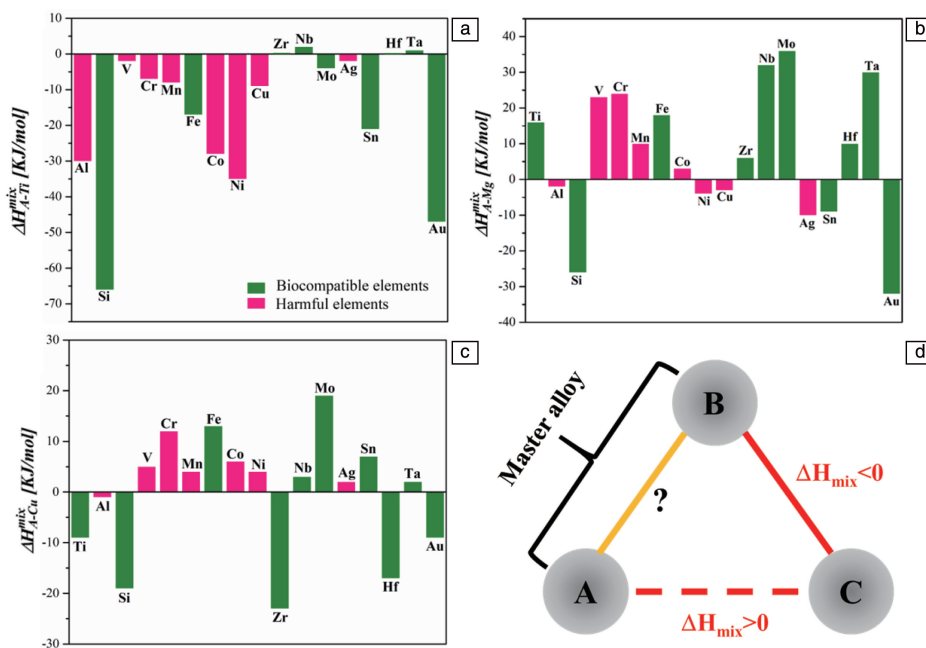 a
ΔH^mix_A-Ti [KJ/mol]
10
0
-10
-20
-30
-40
-50
-60
-70
Al
Si
V
Cr
Mn
Fe
Co
Ni
Cu
Zr
Nb
Mo
Ag
Sn
Hf
Ta
Au
Biocompatible elements
Harmful elements
b
ΔH^mix_A-Mg [KJ/mol]
40
30
20
10
0
-10
-20
-30
-40
Ti
Al
Si
V
Cr
Mn
Fe
Co
Ni
Cu
Zr
Nb
Mo
Ag
Sn
Hf
Ta
Au
c
ΔH^mix_A-Cu [KJ/mol]
30
20
10
0
-10
-20
-30
Ti
Al
Si
V
Cr
Mn
Fe
Co
Ni
Zr
Nb
Mo
Ag
Sn
Hf
Ta
Au
d
Master alloy
B
?
ΔHmix<0
A
C
ΔHmix>0